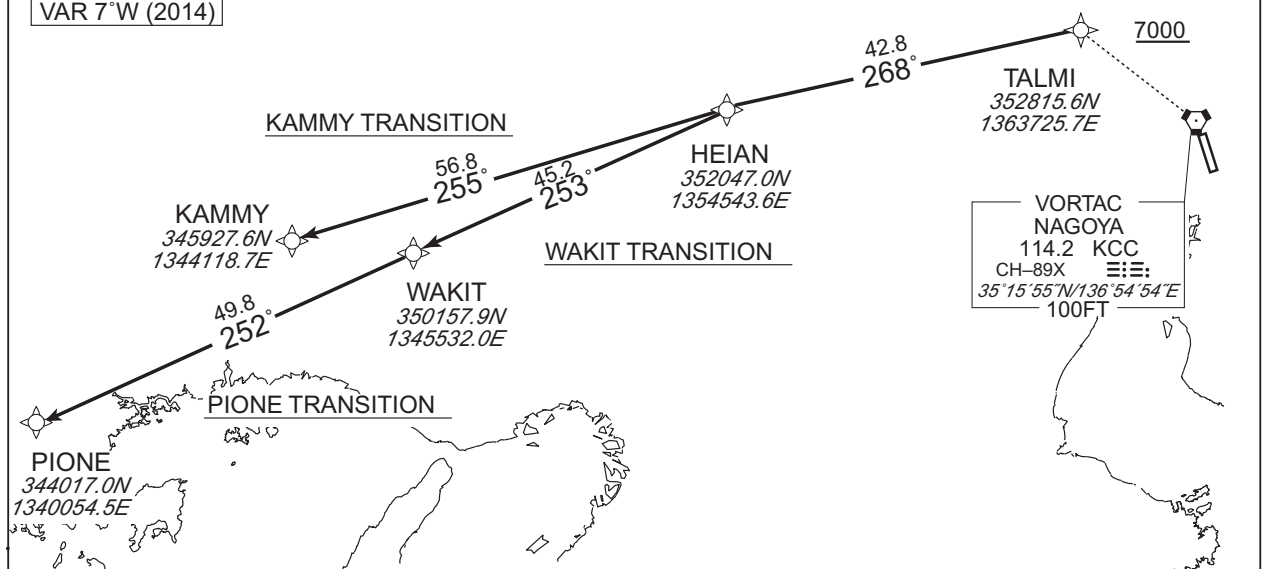 VAR 7°W (2014)
7000
42.8
268°
TALMI
352815.6N
1363725.7E
KAMMY TRANSITION
HEIAN
352047.0N
1354543.6E
56.8
255°
45.2
253°
KAMMY
345927.6N
1344118.7E
WAKIT TRANSITION
VORTAC
NAGOYA
114.2 KCC
CH–89X
35°15´55˝N/136°54´54˝E
100FT
WAKIT
350157.9N
1345532.0E
49.8
252°
PIONE TRANSITION
PIONE
344017.0N
1340054.5E